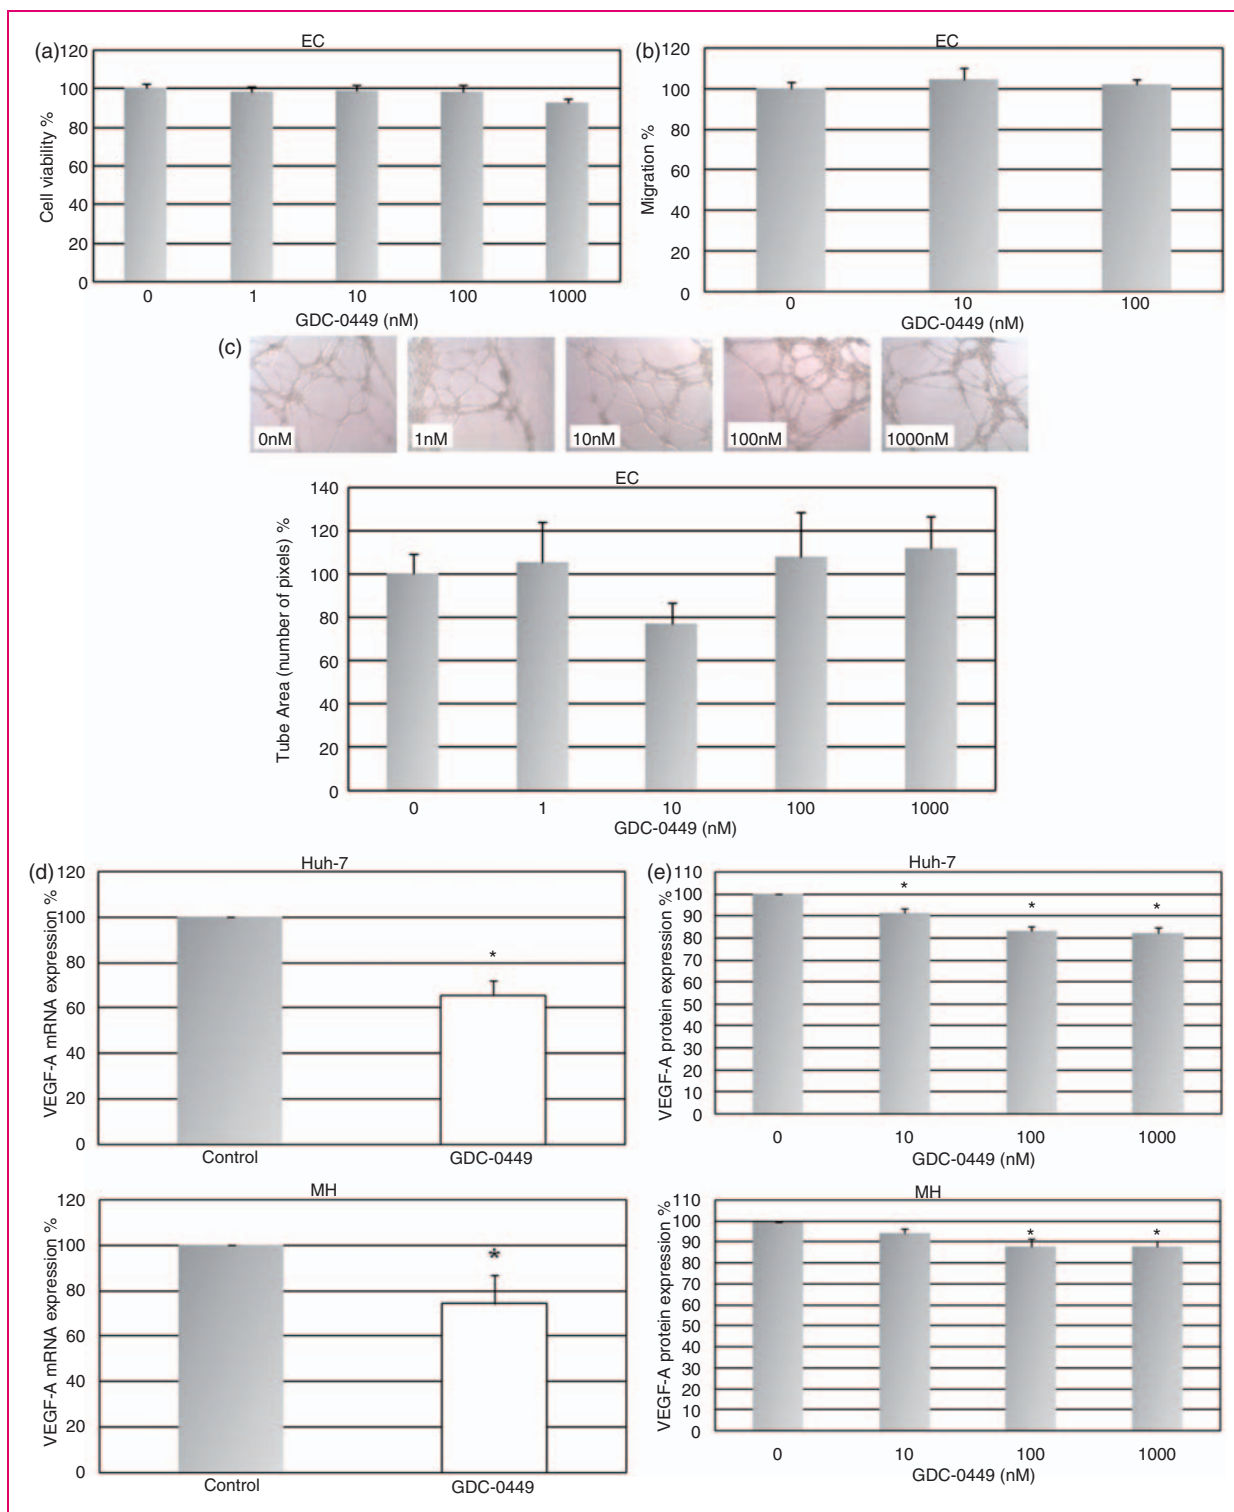 (a)
EC
Cell viability %
120
100
80
60
40
20
0
0 1 10 100 1000
GDC-0449 (nM)
(b)
EC
Migration %
120
100
80
60
40
20
0
0 10 100
GDC-0449 (nM)
(c)
0nM 1nM 10nM 100nM 1000nM
EC
Tube Area (number of pixels) %
140
120
100
80
60
40
20
0
0 1 10 100 1000
GDC-0449 (nM)
(d)
Huh-7
VEGF-A mRNA expression %
120
100
80
60
40
20
0
*
Control GDC-0449
MH
VEGF-A mRNA expression %
120
100
80
60
40
20
0
*
Control GDC-0449
(e)
Huh-7
VEGF-A protein expression %
110
100
90
80
70
60
50
40
30
20
10
0
* * *
0 10 100 1000
GDC-0449 (nM)
MH
VEGF-A protein expression %
110
100
90
80
70
60
50
40
30
20
10
0
* *
0 10 100 1000
GDC-0449 (nM)